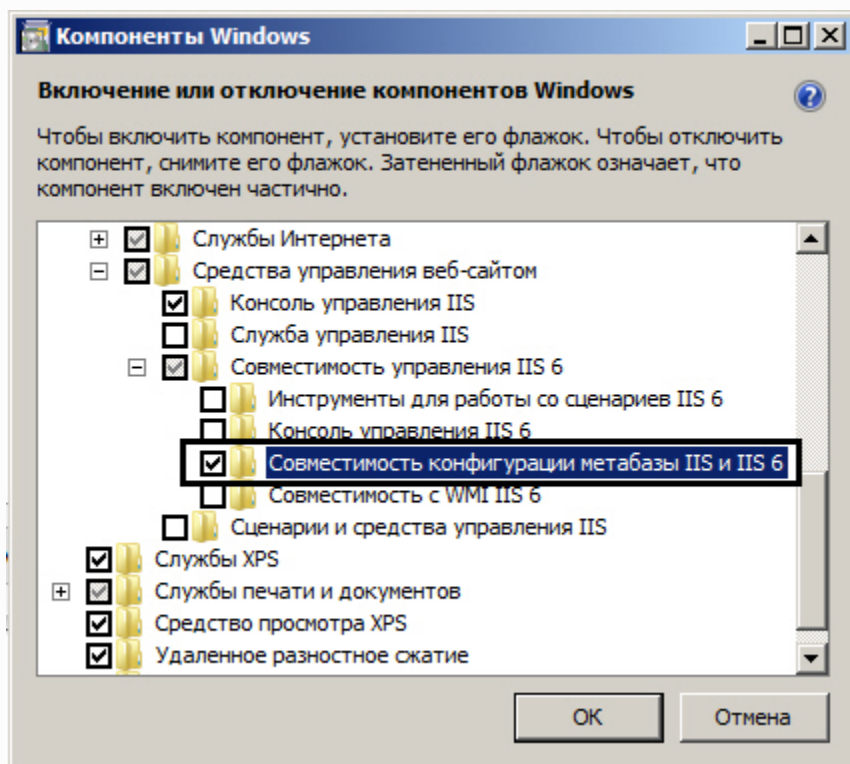 Компоненты Windows
Включение или отключение компонентов Windows
Чтобы включить компонент, установите его флажок. Чтобы отключить
компонент, снимите его флажок. Затененный флажок означает, что
компонент включен частично.
Службы Интернета
Средства управления веб-сайтом
Консоль управления IIS
Служба управления IIS
Совместимость управления IIS 6
Инструменты для работы со сценариев IIS 6
Консоль управления IIS 6
Совместимость конфигурации метабазы IIS и IIS 6
Совместимость с WMI IIS 6
Сценарии и средства управления IIS
Службы XPS
Службы печати и документов
Средство просмотра XPS
Удаленное разностное сжатие
ОК Отмена